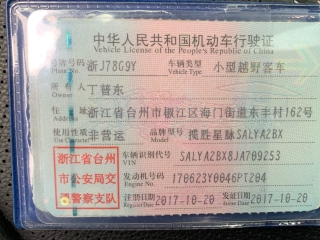 中华人民共和国机动车行驶证
Vehicle License of the People's Republic of China
号牌号码 Plate No. 浙J78G9Y 车辆类型 Vehicle Type 小型越野客车
所有人 Owner 丁普东
住址 浙江省台州市椒江区海门街道东丰村162号
使用性质 非营运 品牌型号 揽胜星脉SALYA2BX
浙江省台州
市公安局交
通警察支队
车辆识别代号 VIN SALYA2BX8JA709253
发动机号码 Engine No. 170623Y0046PT204
注册日期 Register Date 2017-10-20 发证日期 Issue Date 2017-10-20